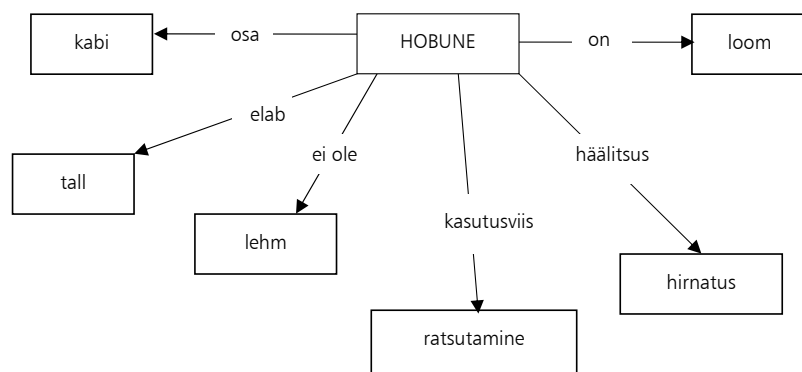 kabi
osa
HOBUNE
on
loom
elab
ei ole
häälitsus
tall
lehm
kasutusviis
hirnatus
ratsutamine